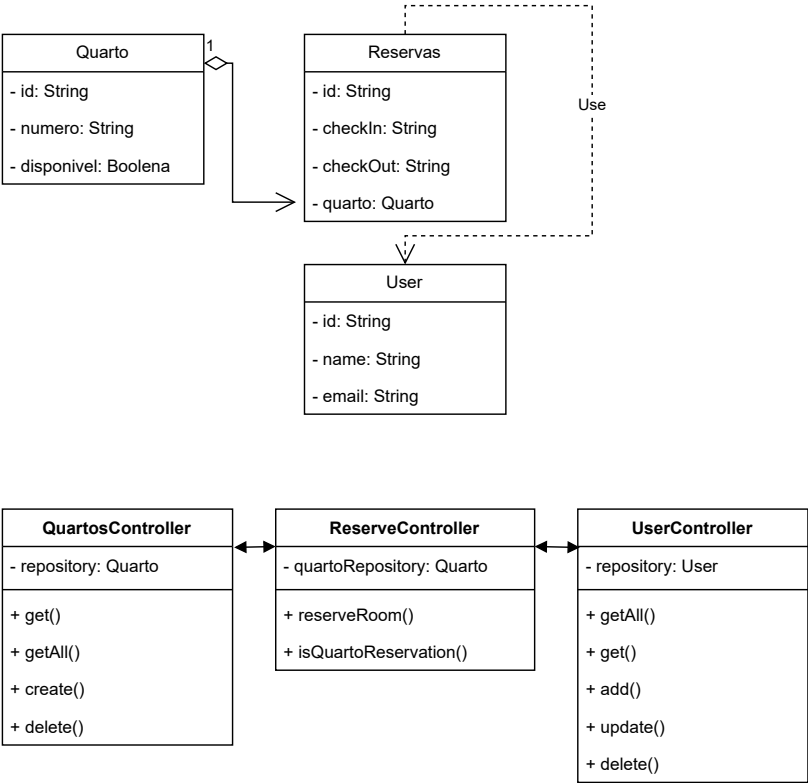 Quarto
- id: String
- numero: String
- disponivel: Boolena
1
Reservas
- id: String
- checkIn: String
- checkOut: String
- quarto: Quarto
Use
User
- id: String
- name: String
- email: String
QuartosController
- repository: Quarto
+ get()
+ getAll()
+ create()
+ delete()
ReserveController
- quartoRepository: Quarto
+ reserveRoom()
+ isQuartoReservation()
UserController
- repository: User
+ getAll()
+ get()
+ add()
+ update()
+ delete()